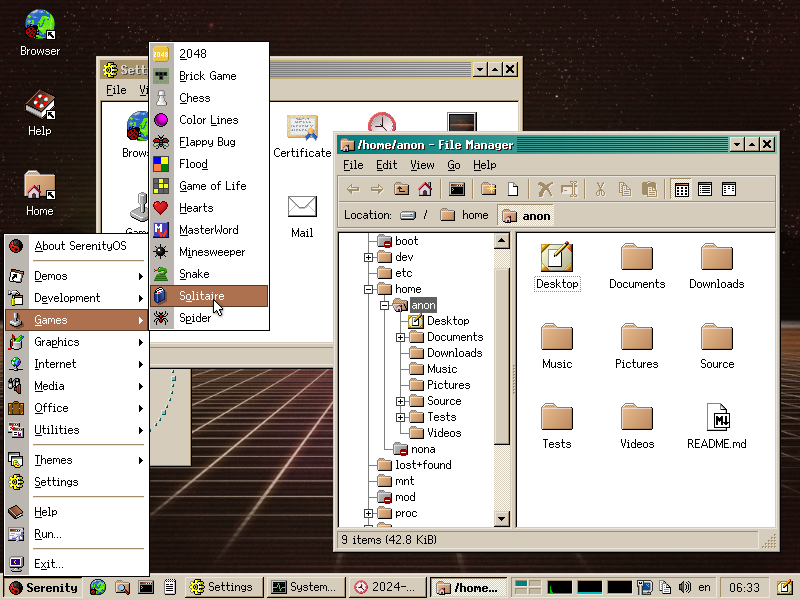 Browser
Help
Home
Sett
File Vi
Brow
Certificate
Mail
2048
2048
Brick Game
Chess
Color Lines
Flappy Bug
Flood
Game of Life
Hearts
MasterWord
Minesweeper
Snake
Solitaire
Spider
About SerenityOS
Demos
Development
Games
Graphics
Internet
Media
Office
Utilities
Themes
Settings
Help
Run...
Exit...
/home/anon - File Manager
File Edit View Go Help
Location: / home anon
boot
dev
etc
home
anon
Desktop
Documents
Downloads
Music
Pictures
Source
Tests
Videos
nona
lost+found
mnt
mod
proc
Desktop Documents Downloads
Music Pictures Source
Tests Videos README.md
9 items (42.8 KiB)
Serenity Settings System... 2024-... /home... en 06:33